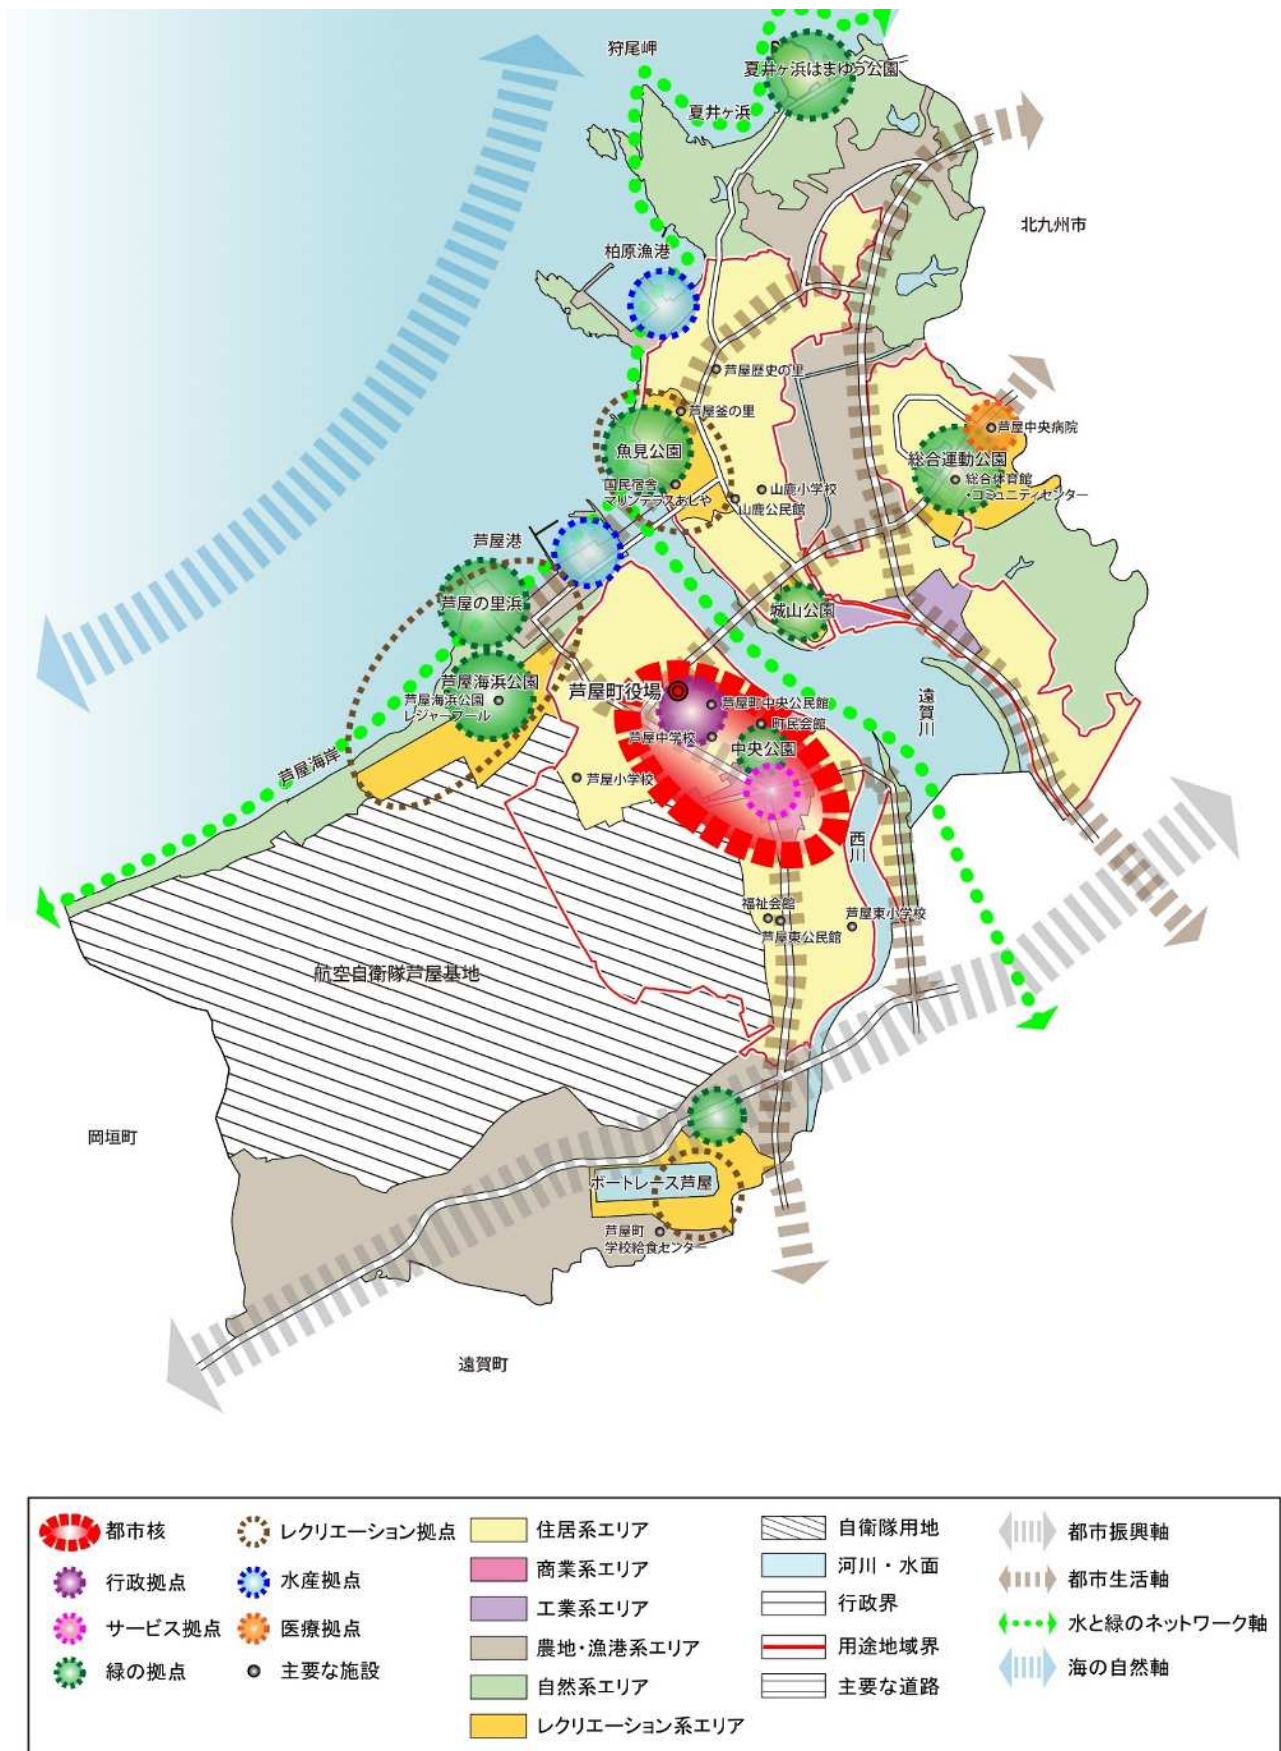 狩尾岬
夏井ヶ浜はまゆう公園
夏井ヶ浜
北九州市
柏原漁港
芦屋歴史の里
芦屋釜の里
芦屋中央病院
魚見公園
総合運動公園
国民宿舎
マリンテラスあしや
山鹿小学校
山鹿公民館
総合体育館
・コミュニティセンター
芦屋港
芦屋の里浜
城山公園
芦屋海浜公園
芦屋海浜公園
レジャープール
芦屋町役場
芦屋町中央公民館
町民会館
芦屋中学校
中央公園
遠賀川
芦屋海岸
芦屋小学校
西川
福祉会館
芦屋東小学校
芦屋東公民館
航空自衛隊芦屋基地
岡垣町
ボートレース芦屋
芦屋町
学校給食センター
遠賀町
都市核
行政拠点
サービス拠点
緑の拠点
レクリエーション拠点
水産拠点
医療拠点
主要な施設
住居系エリア
商業系エリア
工業系エリア
農地・漁港系エリア
自然系エリア
レクリエーション系エリア
自衛隊用地
河川・水面
行政界
用途地域界
主要な道路
都市振興軸
都市生活軸
水と緑のネットワーク軸
海の自然軸